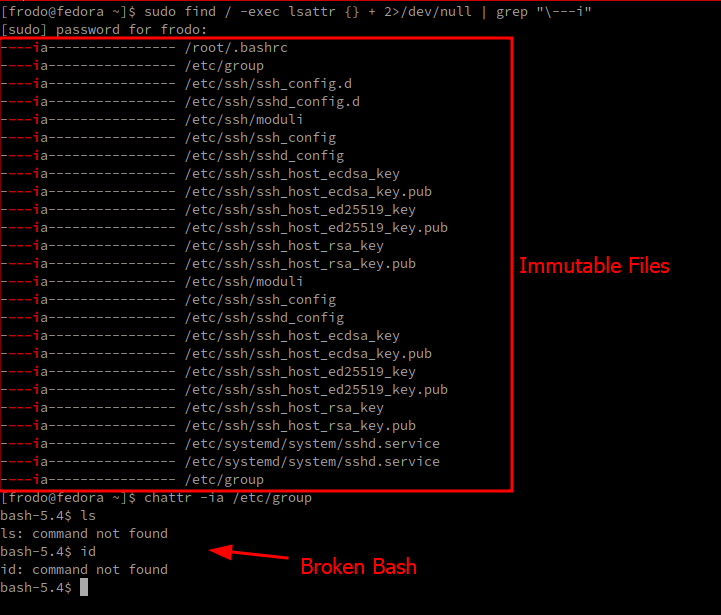 [frodo@fedora ~]$ sudo find / -exec lsattr {} + 2>/dev/null | grep "\---i"
[sudo] password for frodo:
----ia---------------- /root/.bashrc
----ia---------------- /etc/group
----ia---------------- /etc/ssh/ssh_config.d
----ia---------------- /etc/ssh/sshd_config.d
----ia---------------- /etc/ssh/moduli
----ia---------------- /etc/ssh/ssh_config
----ia---------------- /etc/ssh/sshd_config
----ia---------------- /etc/ssh/ssh_host_ecdsa_key
----ia---------------- /etc/ssh/ssh_host_ecdsa_key.pub
----ia---------------- /etc/ssh/ssh_host_ed25519_key
----ia---------------- /etc/ssh/ssh_host_ed25519_key.pub
----ia---------------- /etc/ssh/ssh_host_rsa_key
----ia---------------- /etc/ssh/ssh_host_rsa_key.pub
Immutable Files
----ia---------------- /etc/ssh/moduli
----ia---------------- /etc/ssh/ssh_config
----ia---------------- /etc/ssh/sshd_config
----ia---------------- /etc/ssh/ssh_host_ecdsa_key
----ia---------------- /etc/ssh/ssh_host_ecdsa_key.pub
----ia---------------- /etc/ssh/ssh_host_ed25519_key
----ia---------------- /etc/ssh/ssh_host_ed25519_key.pub
----ia---------------- /etc/ssh/ssh_host_rsa_key
----ia---------------- /etc/ssh/ssh_host_rsa_key.pub
----ia---------------- /etc/systemd/system/sshd.service
----ia---------------- /etc/systemd/system/sshd.service
----ia---------------- /etc/group
[frodo@fedora ~]$ chattr -ia /etc/group
bash-5.4$ ls
ls: command not found
bash-5.4$ id
id: command not found
Broken Bash
bash-5.4$